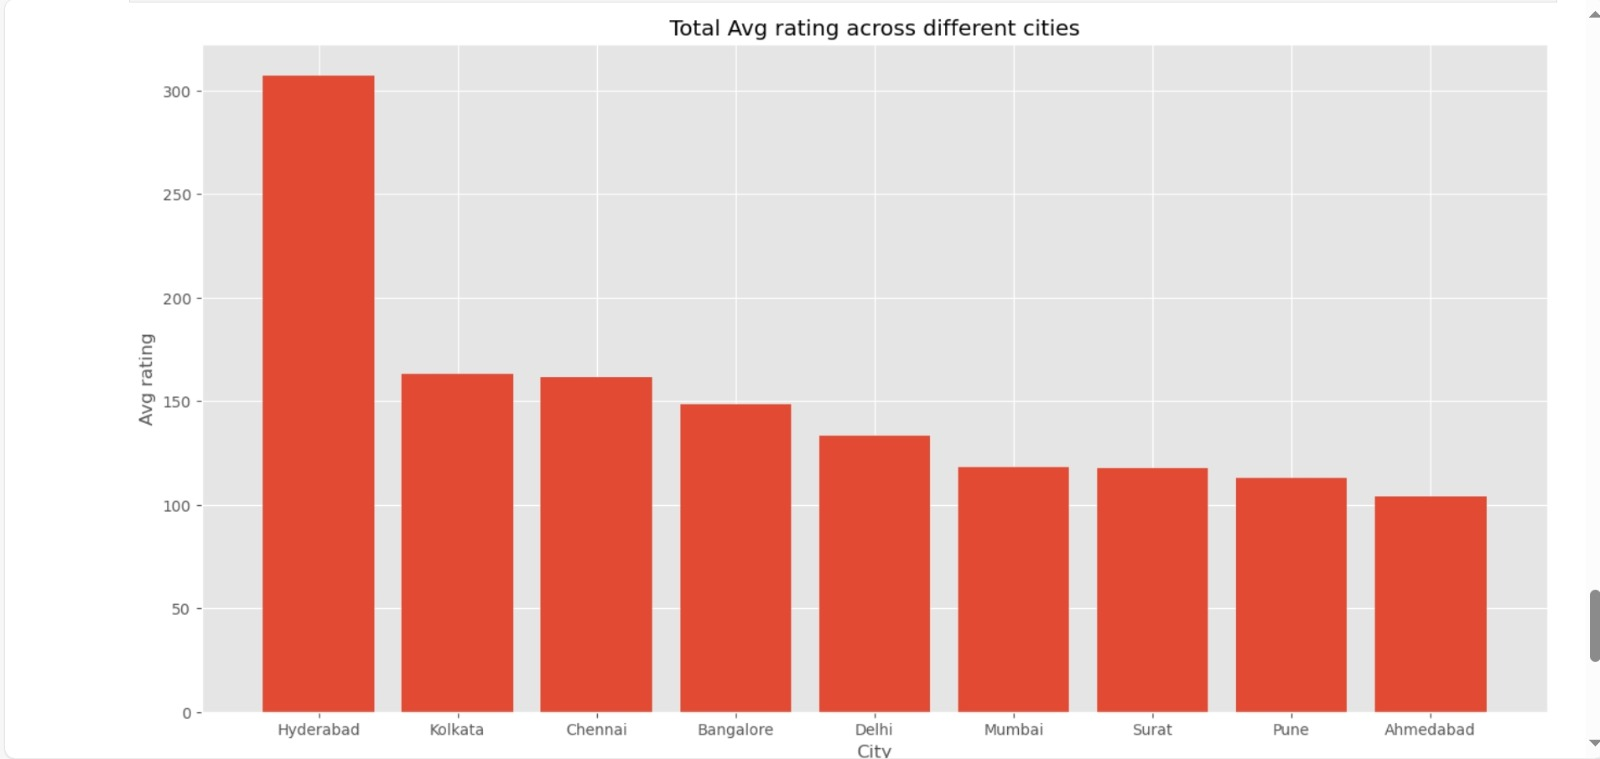 Total Avg rating across different cities
300
250
200
150
100
50
0
Avg rating
Hyderabad Kolkata Chennai Bangalore Delhi Mumbai Surat Pune Ahmedabad
City